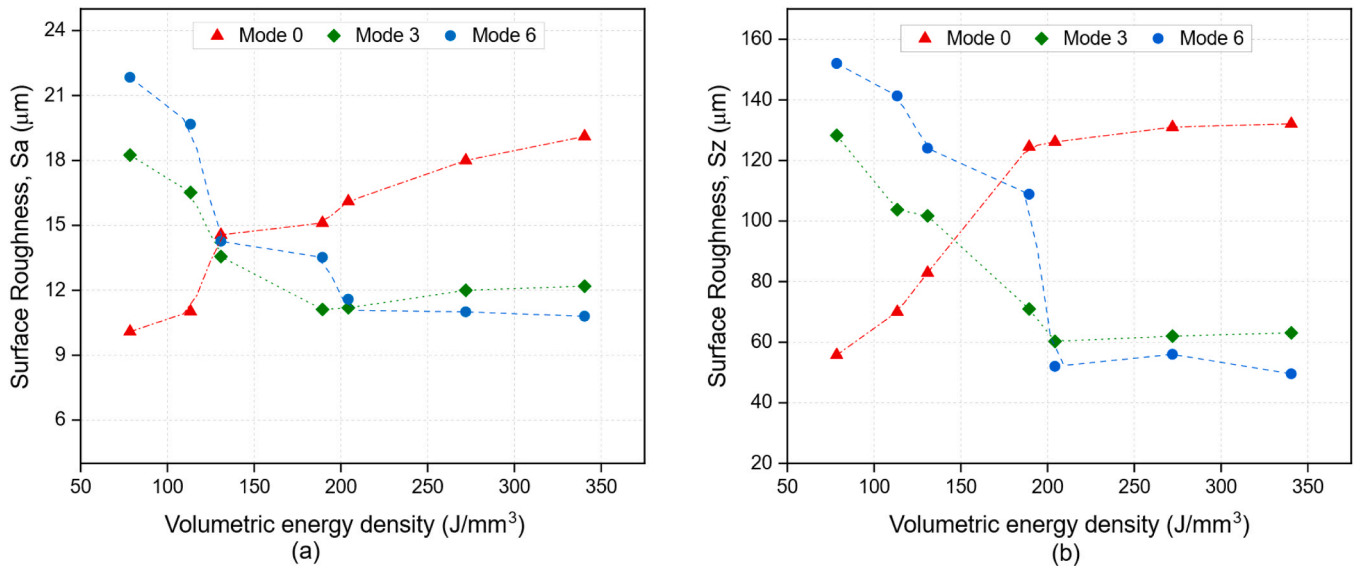 Mode 0 Mode 3 Mode 6
24
21
18
15
12
9
6
50 100 150 200 250 300 350
Surface Roughness, Sa (μm)
Volumetric energy density (J/mm³)
(a)
Mode 0 Mode 3 Mode 6
160
140
120
100
80
60
40
20
50 100 150 200 250 300 350
Surface Roughness, Sz (μm)
Volumetric energy density (J/mm³)
(b)